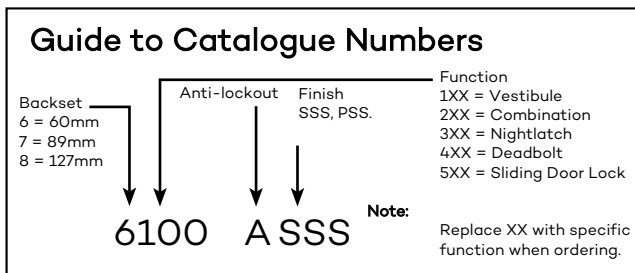 Guide to Catalogue Numbers
Backset
6 = 60mm
7 = 89mm
8 = 127mm
Anti-lockout
Finish
SSS, PSS.
Function
1XX = Vestibule
2XX = Combination
3XX = Nightlatch
4XX = Deadbolt
5XX = Sliding Door Lock
6100 A SSS
Note:
Replace XX with specific
function when ordering.